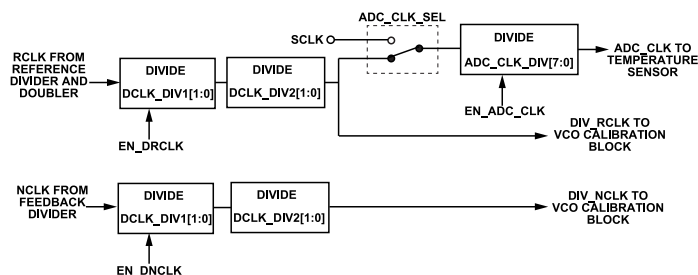 ADC_CLK_SEL
SCLK
RCLK FROM
REFERENCE
DIVIDER AND
DOUBLER
DIVIDE
DCLK_DIV1[1:0]
DIVIDE
DCLK_DIV2[1:0]
DIVIDE
ADC_CLK_DIV[7:0]
ADC_CLK TO
TEMPERATURE
SENSOR
EN_DRCLK
EN_ADC_CLK
DIV_RCLK TO
VCO CALIBRATION
BLOCK
NCLK FROM
FEEDBACK
DIVIDER
DIVIDE
DCLK_DIV1[1:0]
DIVIDE
DCLK_DIV2[1:0]
DIV_NCLK TO
VCO CALIBRATION
BLOCK
EN_DNCLK